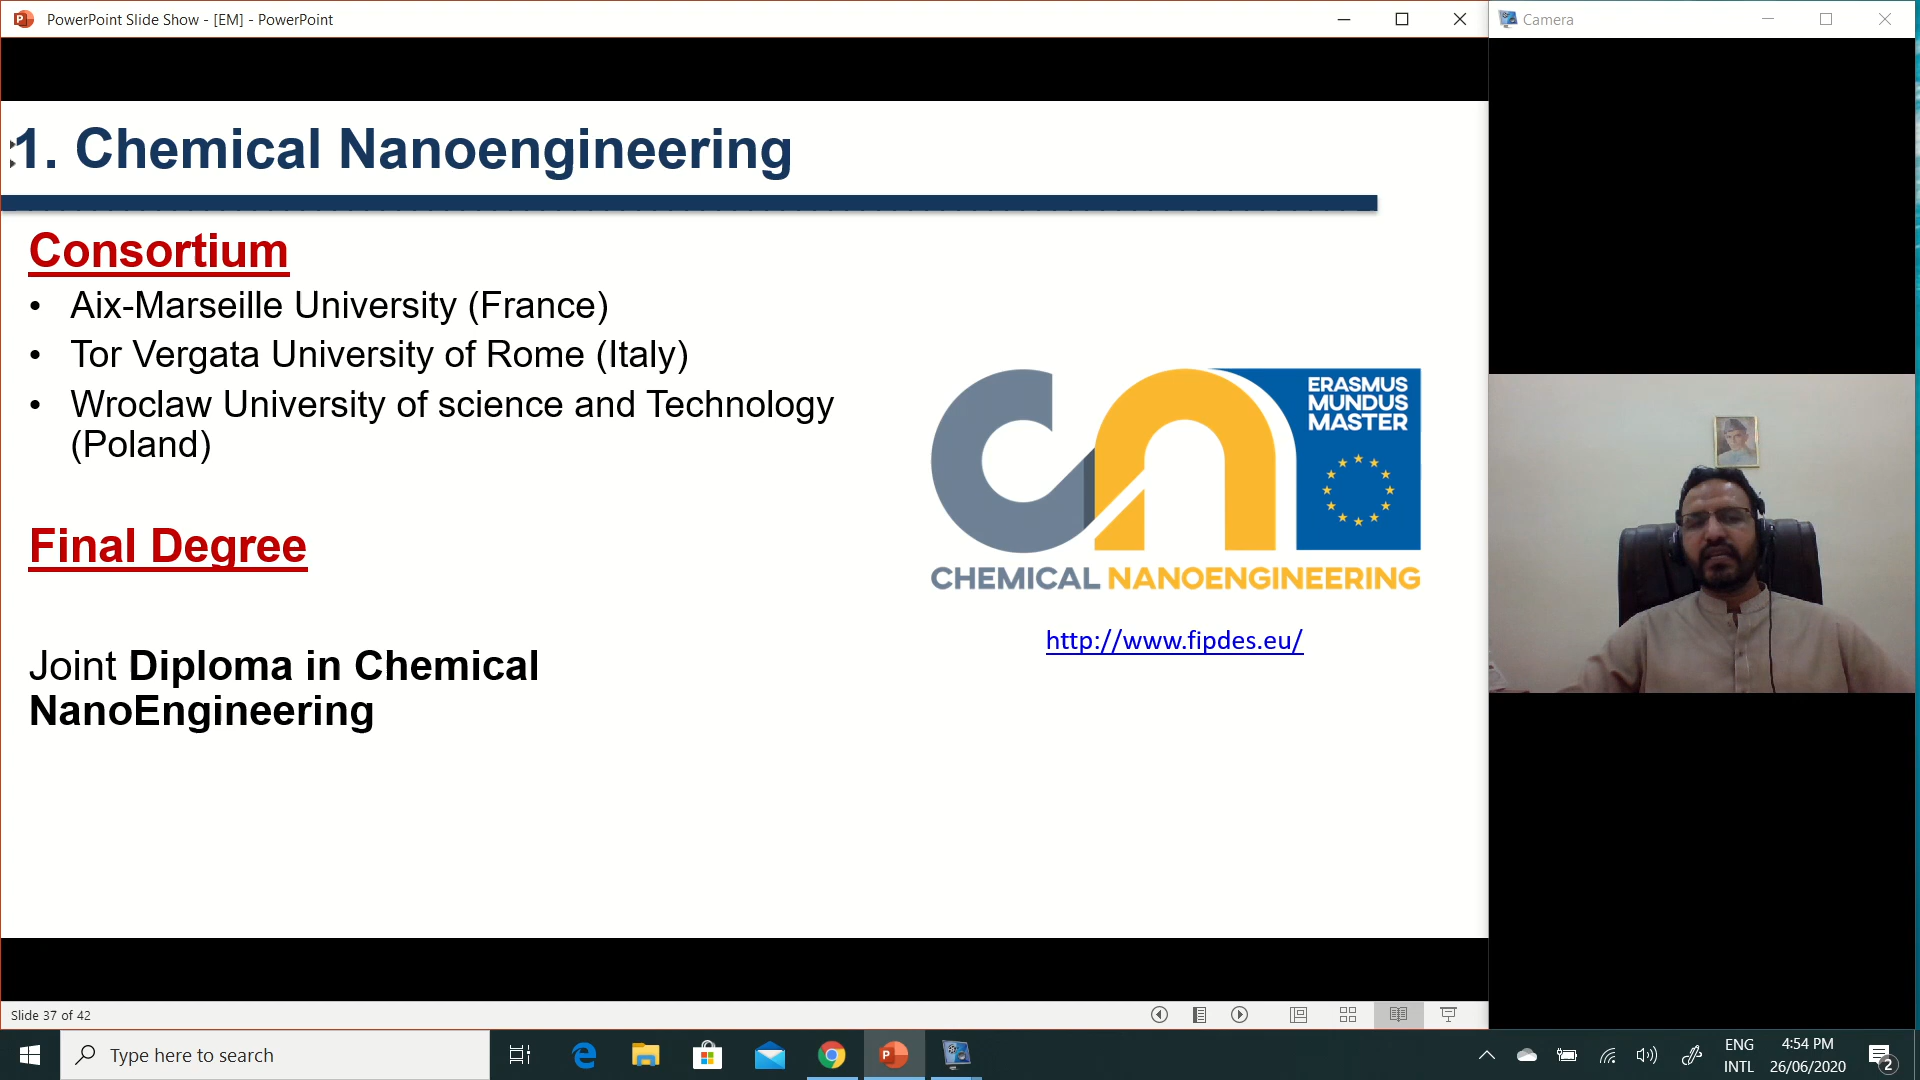 PowerPoint Slide Show - [EM] - PowerPoint
Camera
1. Chemical Nanoengineering
Consortium
• Aix-Marseille University (France)
• Tor Vergata University of Rome (Italy)
• Wroclaw University of science and Technology
(Poland)
ERASMUS
MUNDUS
MASTER
CHEMICAL NANOENGINEERING
http://www.fipdes.eu/
Final Degree
Joint Diploma in Chemical
NanoEngineering
Slide 37 of 42
Type here to search
ENG
INTL
4:54 PM
26/06/2020
2